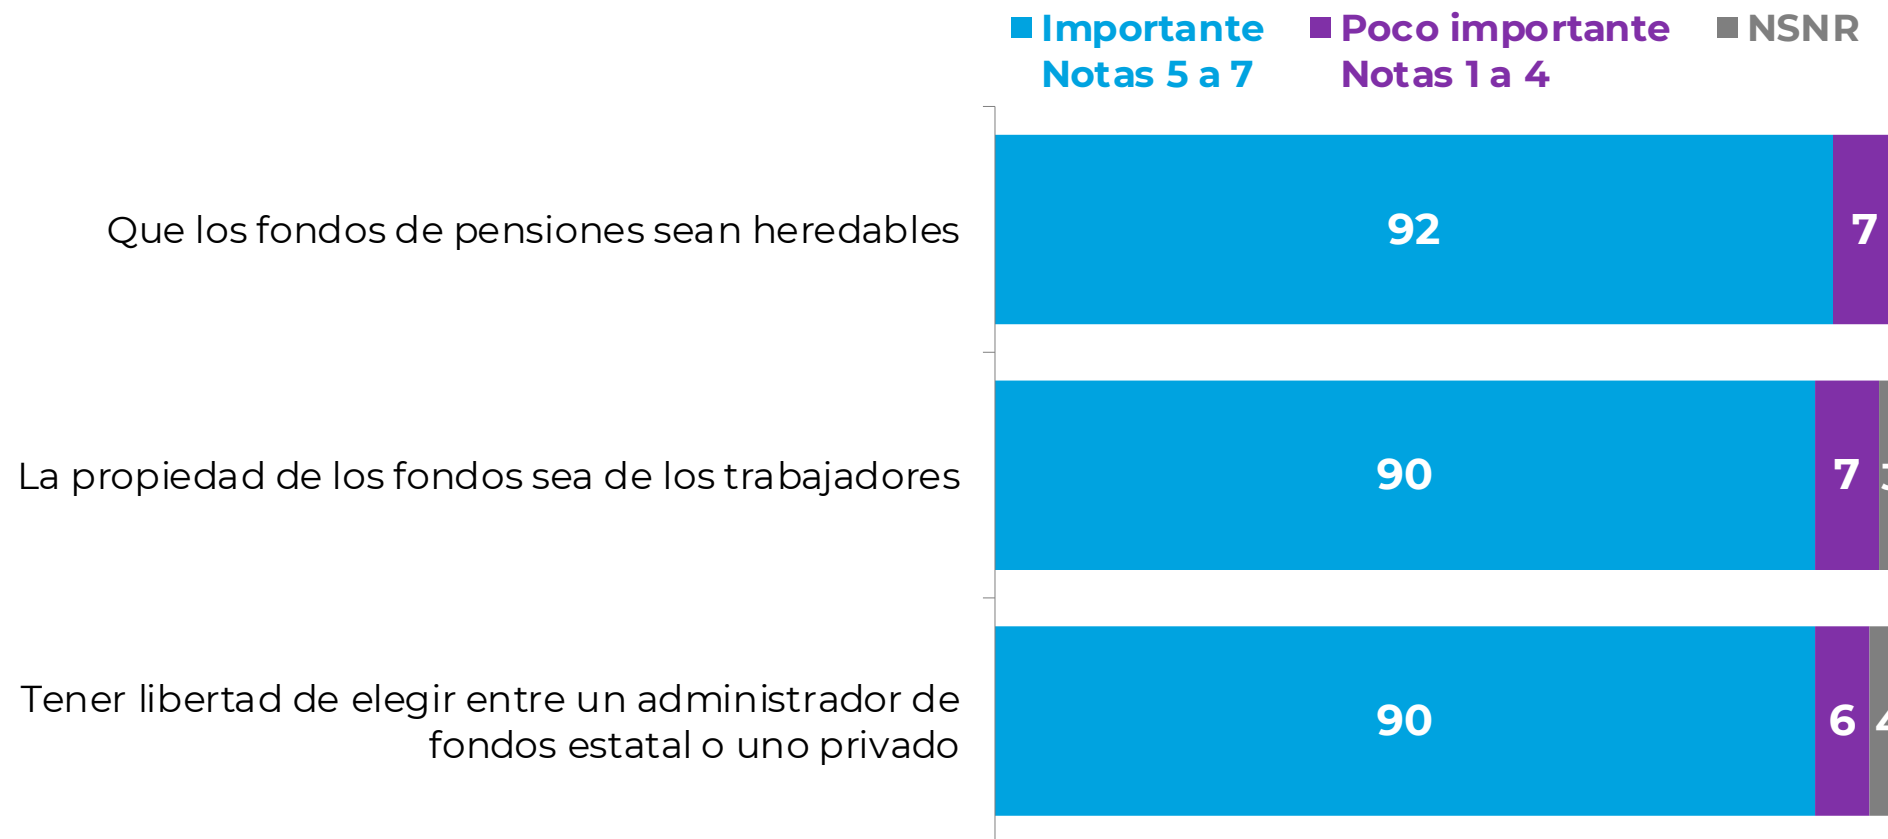 Importante Poco importante NSNR
Notas 5 a 7 Notas 1 a 4
Que los fondos de pensiones sean heredables 92 7
La propiedad de los fondos sea de los trabajadores 90 7
Tener libertad de elegir entre un administrador de
fondos estatal o uno privado 90 6